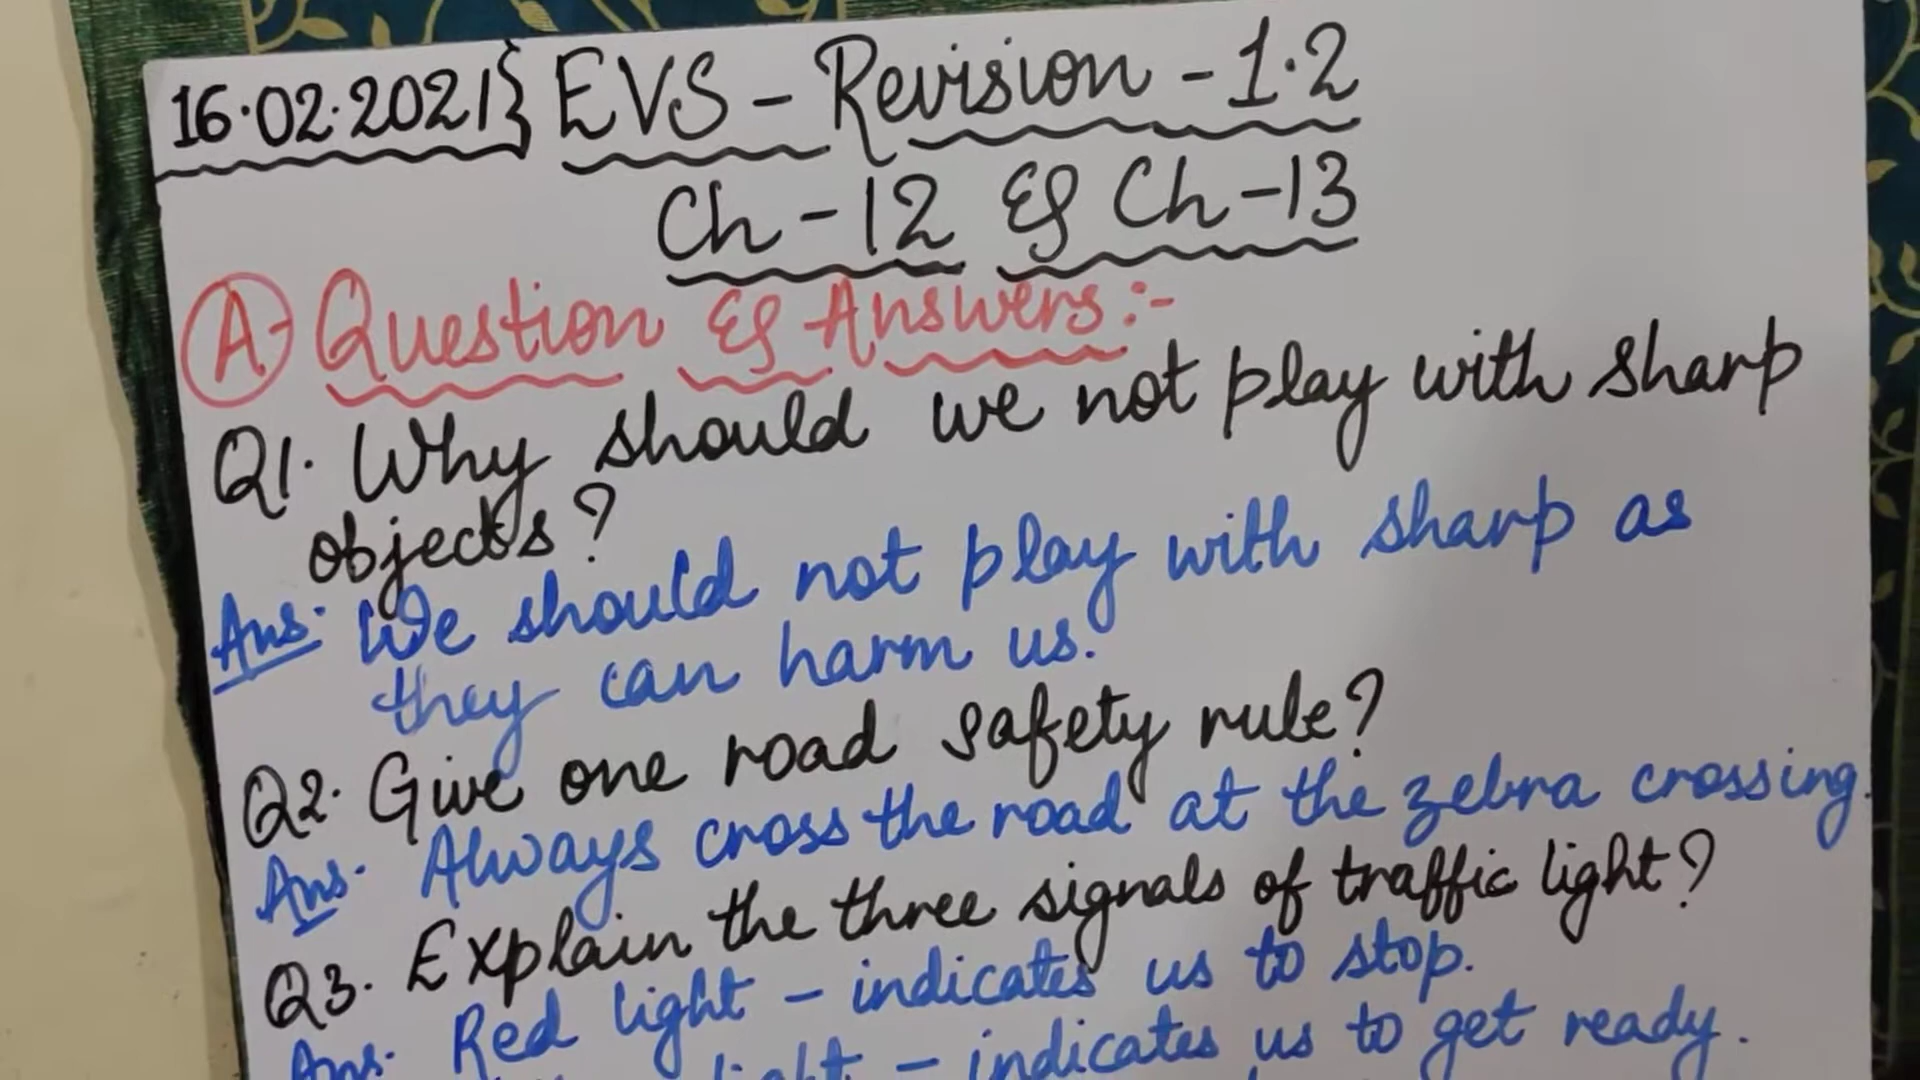 16.02.2021} EVS - Revision - 1.2
Ch - 12 & Ch - 13
A. Question & Answers :-
Q1. Why should we not play with sharp
objects?
Ans. We should not play with sharp as
they can harm us.
Q2. Give one road safety rule?
Ans. Always cross the road at the zebra crossing.
Q3. Explain the three signals of traffic light?
Ans. Red light - indicates us to stop.
light - indicates us to get ready.